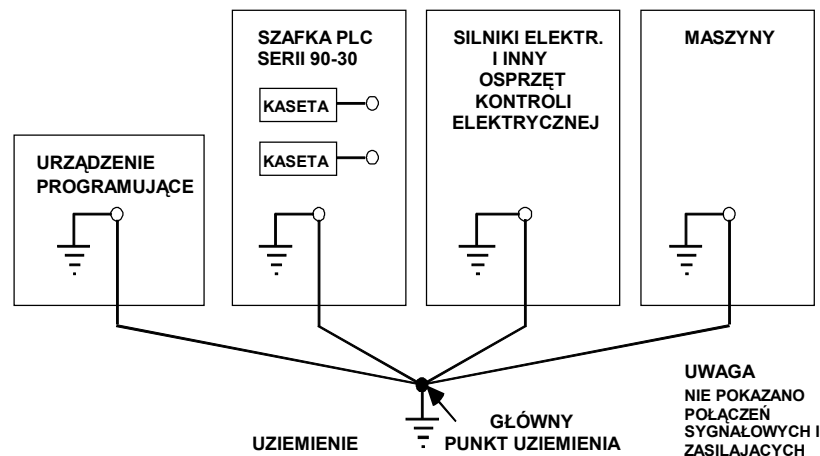 URZĄDZENIE
PROGRAMUJĄCE
SZAFKA PLC
SERII 90-30
KASETA
KASETA
SILNIKI ELEKTR.
I INNY
OSPRZĘT
KONTROLI
ELEKTRYCZNEJ
MASZYNY
UZIEMIENIE
GŁÓWNY
PUNKT UZIEMIENIA
UWAGA
NIE POKAZANO
POŁĄCZEŃ
SYGNAŁOWYCH I
ZASILAJĄCYCH